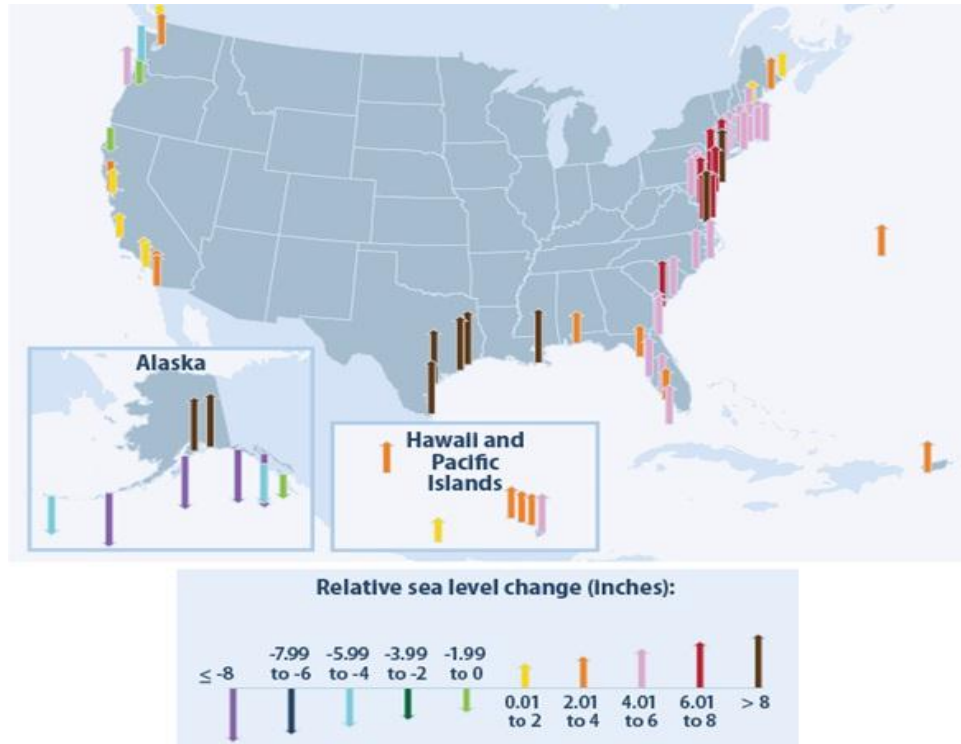 Alaska
Hawaii and
Pacific
Islands
Relative sea level change (inches):
≤ -8
-7.99
to -6
-5.99
to -4
-3.99
to -2
-1.99
to 0
0.01
to 2
2.01
to 4
4.01
to 6
6.01
to 8
> 8